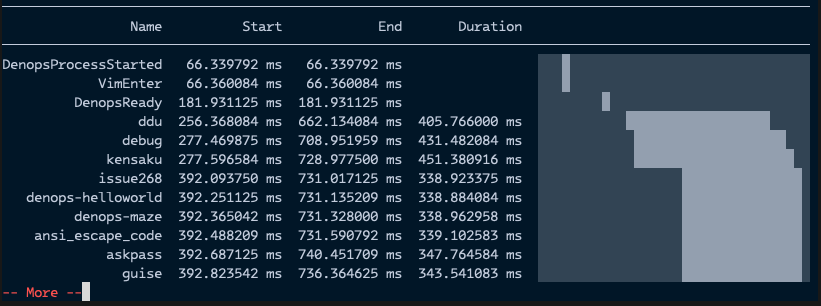 Name Start End Duration
DenopsProcessStarted 66.339792 ms 66.339792 ms
VimEnter 66.360084 ms 66.360084 ms
DenopsReady 181.931125 ms 181.931125 ms
ddu 256.368084 ms 662.134084 ms 405.766000 ms
debug 277.469875 ms 708.951959 ms 431.482084 ms
kensaku 277.596584 ms 728.977500 ms 451.380916 ms
issue268 392.093750 ms 731.017125 ms 338.923375 ms
denops-helloworld 392.251125 ms 731.135209 ms 338.884084 ms
denops-maze 392.365042 ms 731.328000 ms 338.962958 ms
ansi_escape_code 392.488209 ms 731.590792 ms 339.102583 ms
askpass 392.687125 ms 740.451709 ms 347.764584 ms
guise 392.823542 ms 736.364625 ms 343.541083 ms
-- More --